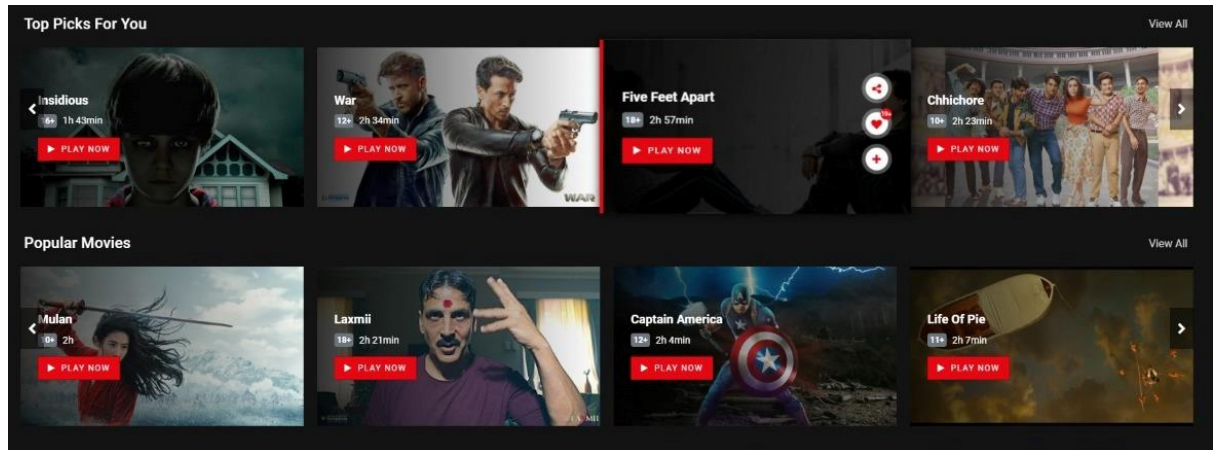 Top Picks For You
View All
Insidious
6+ 1h 43min
PLAY NOW
War
12+ 2h 34min
PLAY NOW
WAR
Five Feet Apart
18+ 2h 57min
PLAY NOW
Chhichore
10+ 2h 23min
PLAY NOW
Popular Movies
View All
Mulan
0+ 2h
PLAY NOW
Laxmii
18+ 2h 21min
PLAY NOW
Captain America
12+ 2h 4min
PLAY NOW
Life Of Pie
11+ 2h 7min
PLAY NOW